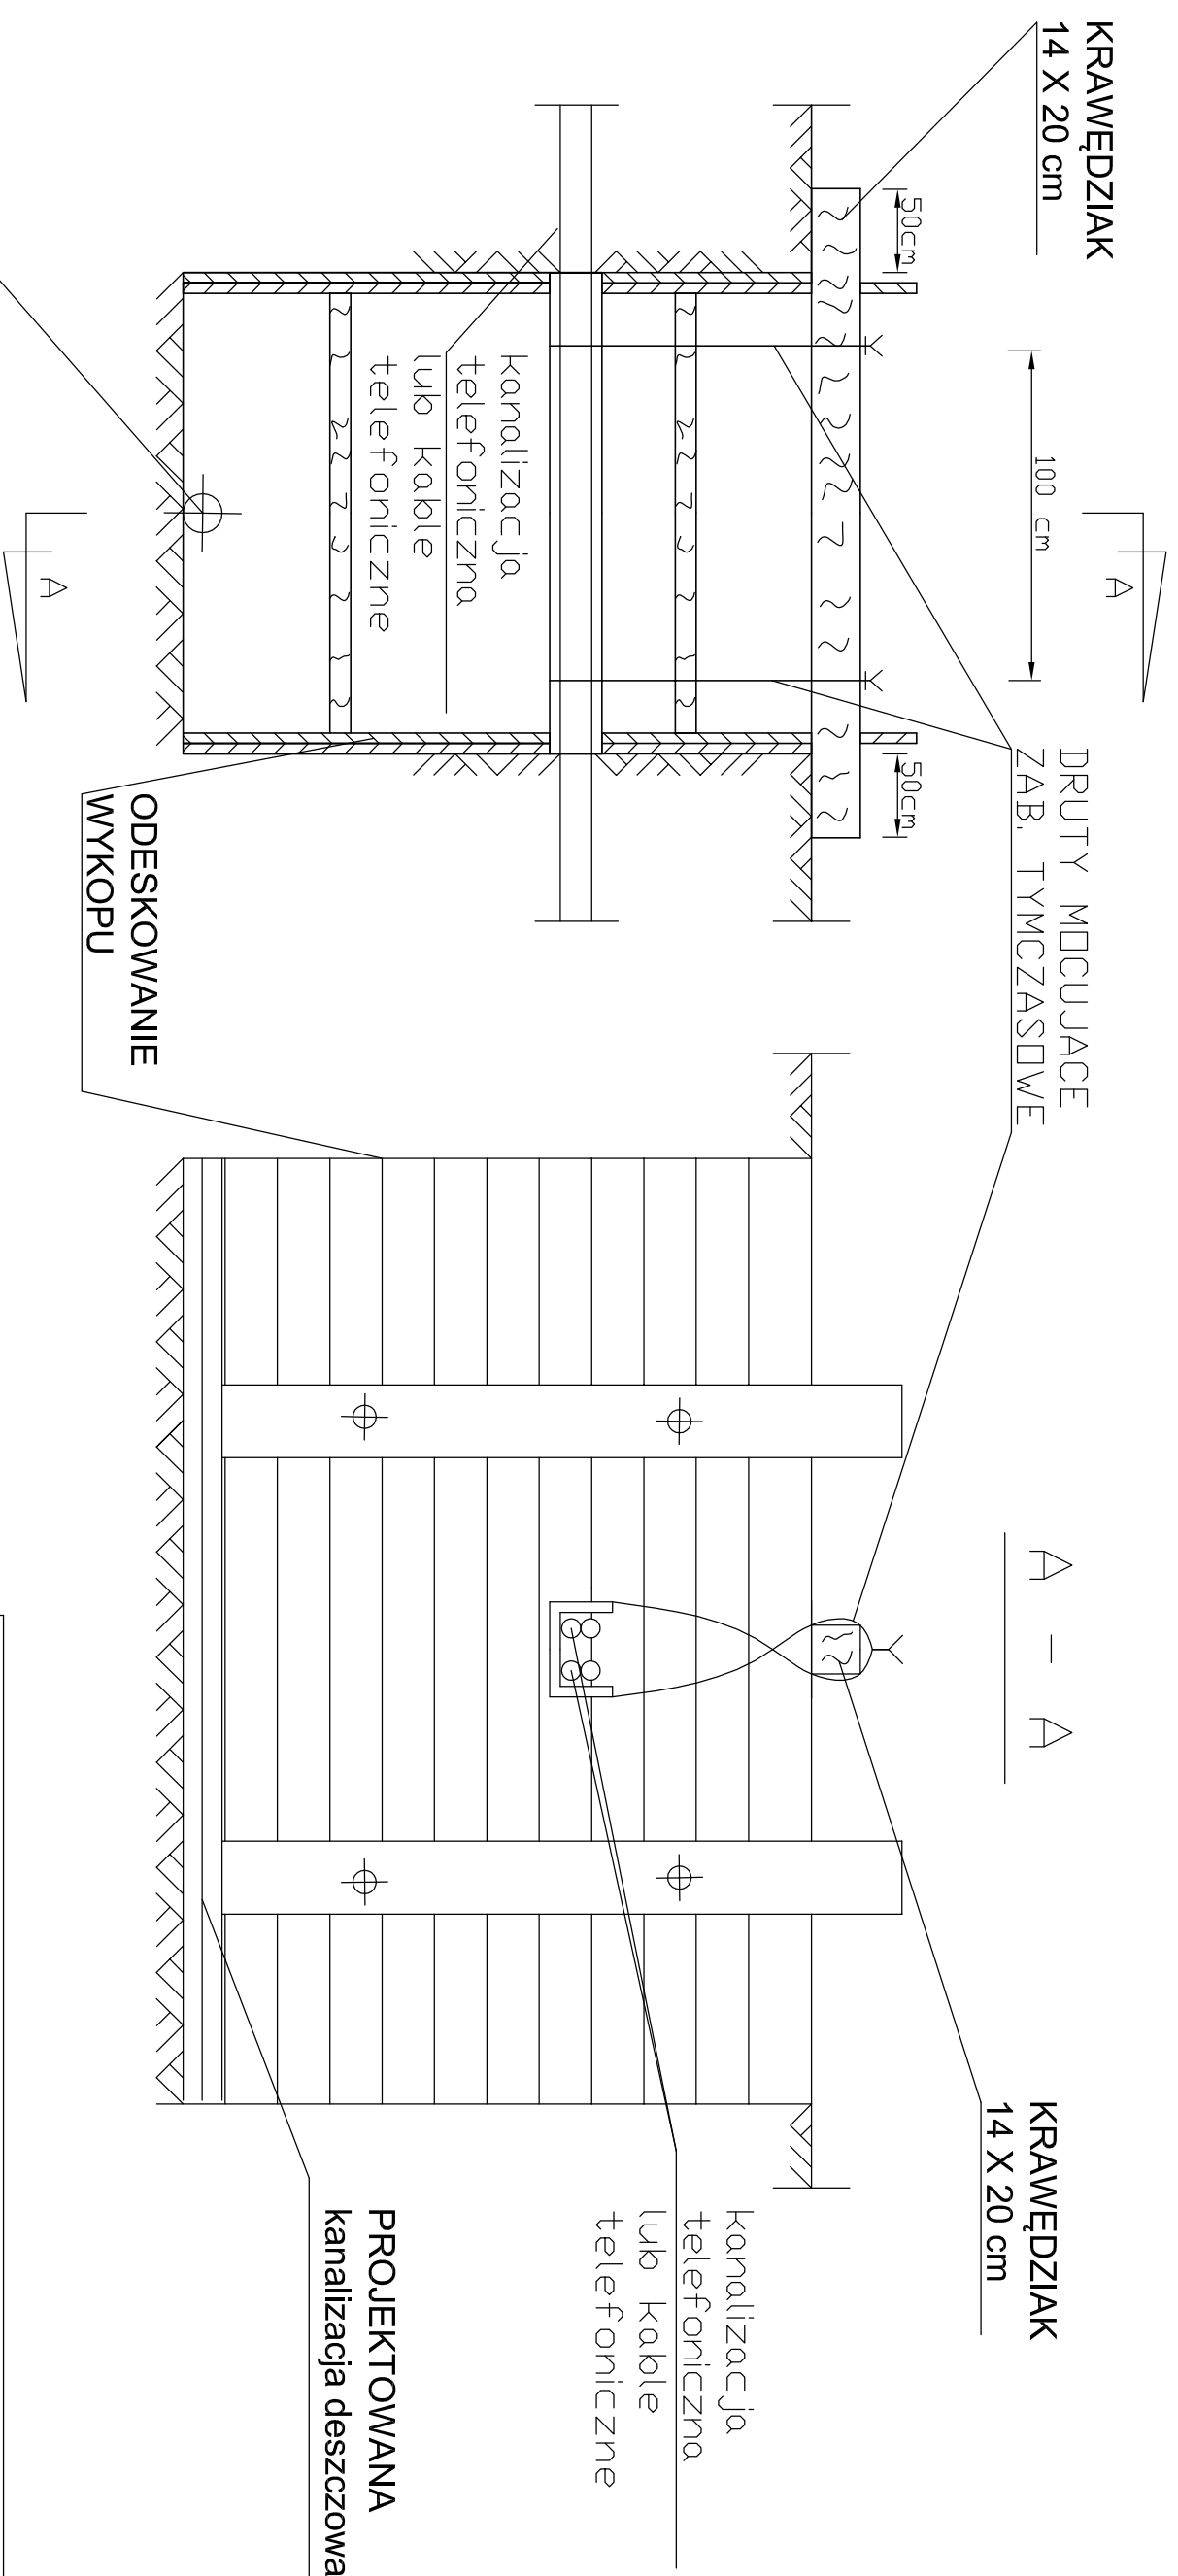 KRAWĘDZIAK
14 X 20 cm
50cm
100 cm
50cm
A
A
DRUTY MOCUJACE
ZAB. TYMCZASOWE
kanalizacja
telefoniczna
lub kable
telefoniczne
ODESKOWANIE
WYKOPU
A - A
KRAWĘDZIAK
14 X 20 cm
kanalizacja
telefoniczna
lub kable
telefoniczne
PROJEKTOWANA
kanalizacja deszczowa